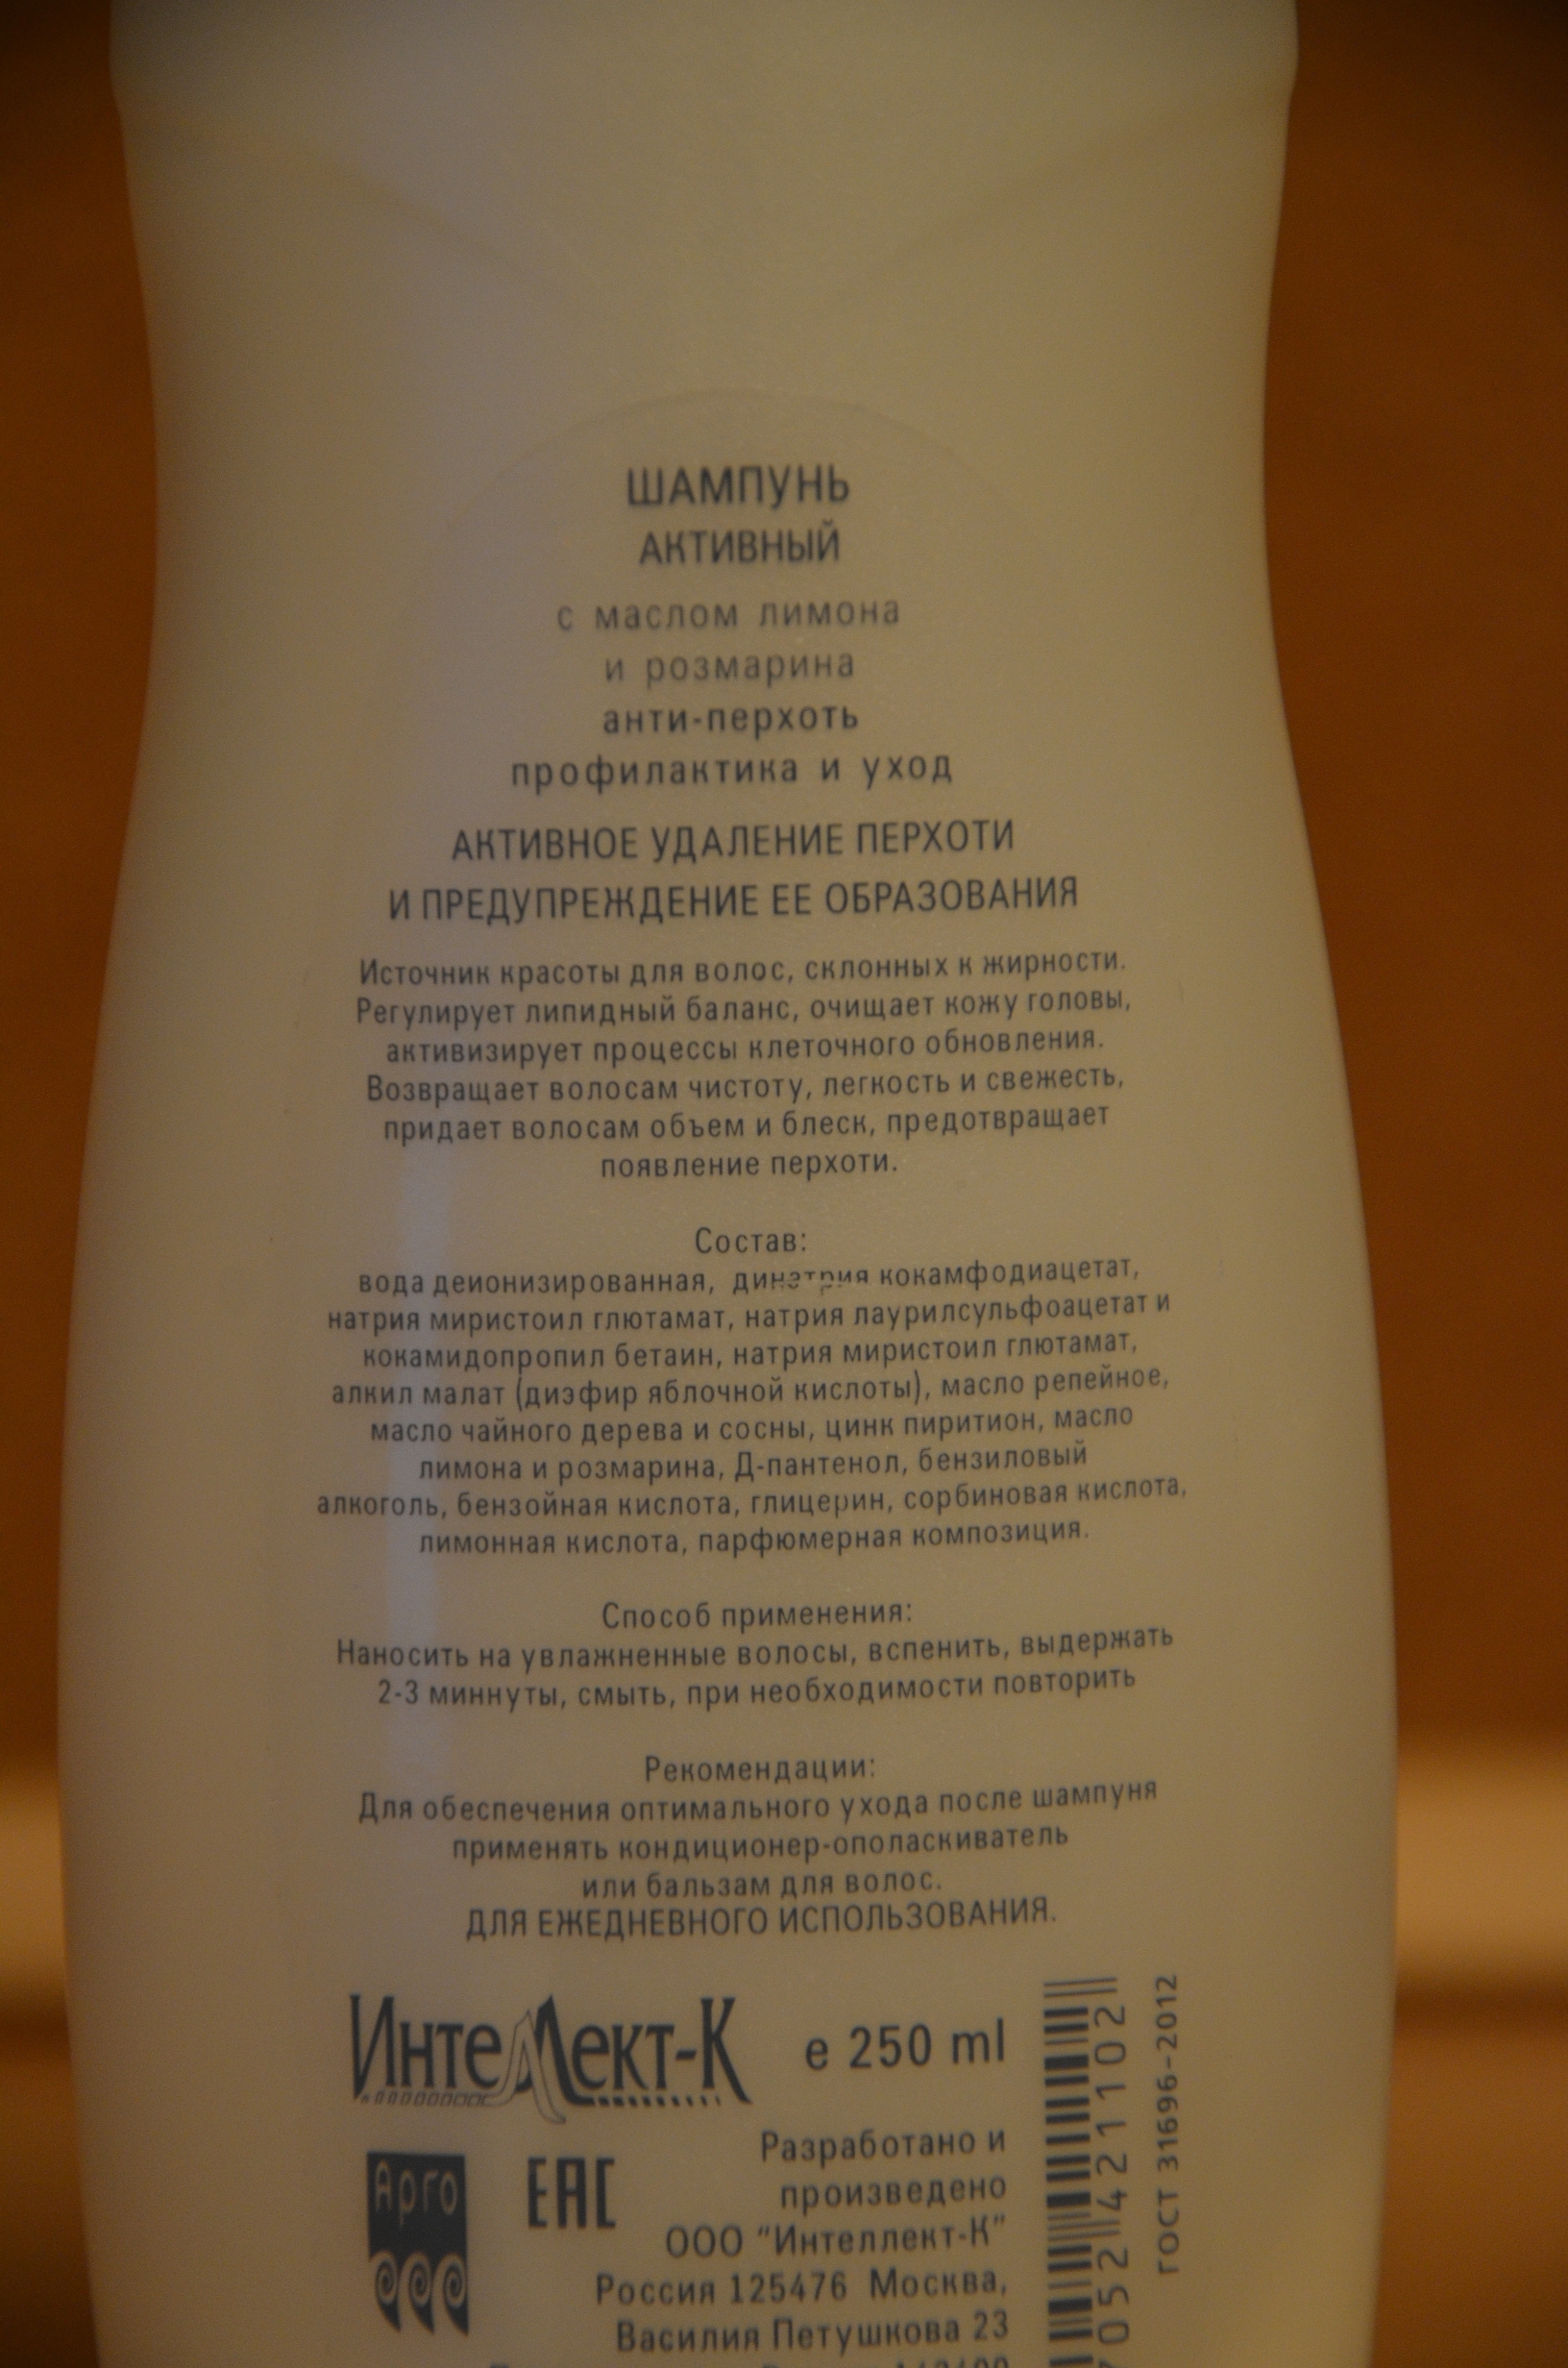 ШАМПУНЬ
АКТИВНЫЙ
с маслом лимона
и розмарина
анти-перхоть
профилактика и уход
АКТИВНОЕ УДАЛЕНИЕ ПЕРХОТИ
И ПРЕДУПРЕЖДЕНИЕ ЕЕ ОБРАЗОВАНИЯ
Источник красоты для волос, склонных к жирности.
Регулирует липидный баланс, очищает кожу головы,
активизирует процессы клеточного обновления.
Возвращает волосам чистоту, легкость и свежесть,
придает волосам объем и блеск, предотвращает
появление перхоти.
Состав:
вода деионизированная, динатрия кокамфодиацетат,
натрия миристоил глютамат, натрия лаурилсульфоацетат и
кокамидопропил бетаин, натрия миристоил глютамат,
алкил малат (диэфир яблочной кислоты), масло репейное,
масло чайного дерева и сосны, цинк пиритион, масло
лимона и розмарина, Д-пантенол, бензиловый
алкоголь, бензойная кислота, глицерин, сорбиновая кислота,
лимонная кислота, парфюмерная композиция.
Способ применения:
Наносить на увлажненные волосы, вспенить, выдержать
2-3 миннуты, смыть, при необходимости повторить
Рекомендации:
Для обеспечения оптимального ухода после шампуня
применять кондиционер-ополаскиватель
или бальзам для волос.
ДЛЯ ЕЖЕДНЕВНОГО ИСПОЛЬЗОВАНИЯ.
Интеллект-К
е 250 ml
Арго
ЕАС
Разработано и
произведено
ООО "Интеллект-К"
Россия 125476 Москва,
Василия Петушкова 23
7052 421102
ГОСТ 31696-2012